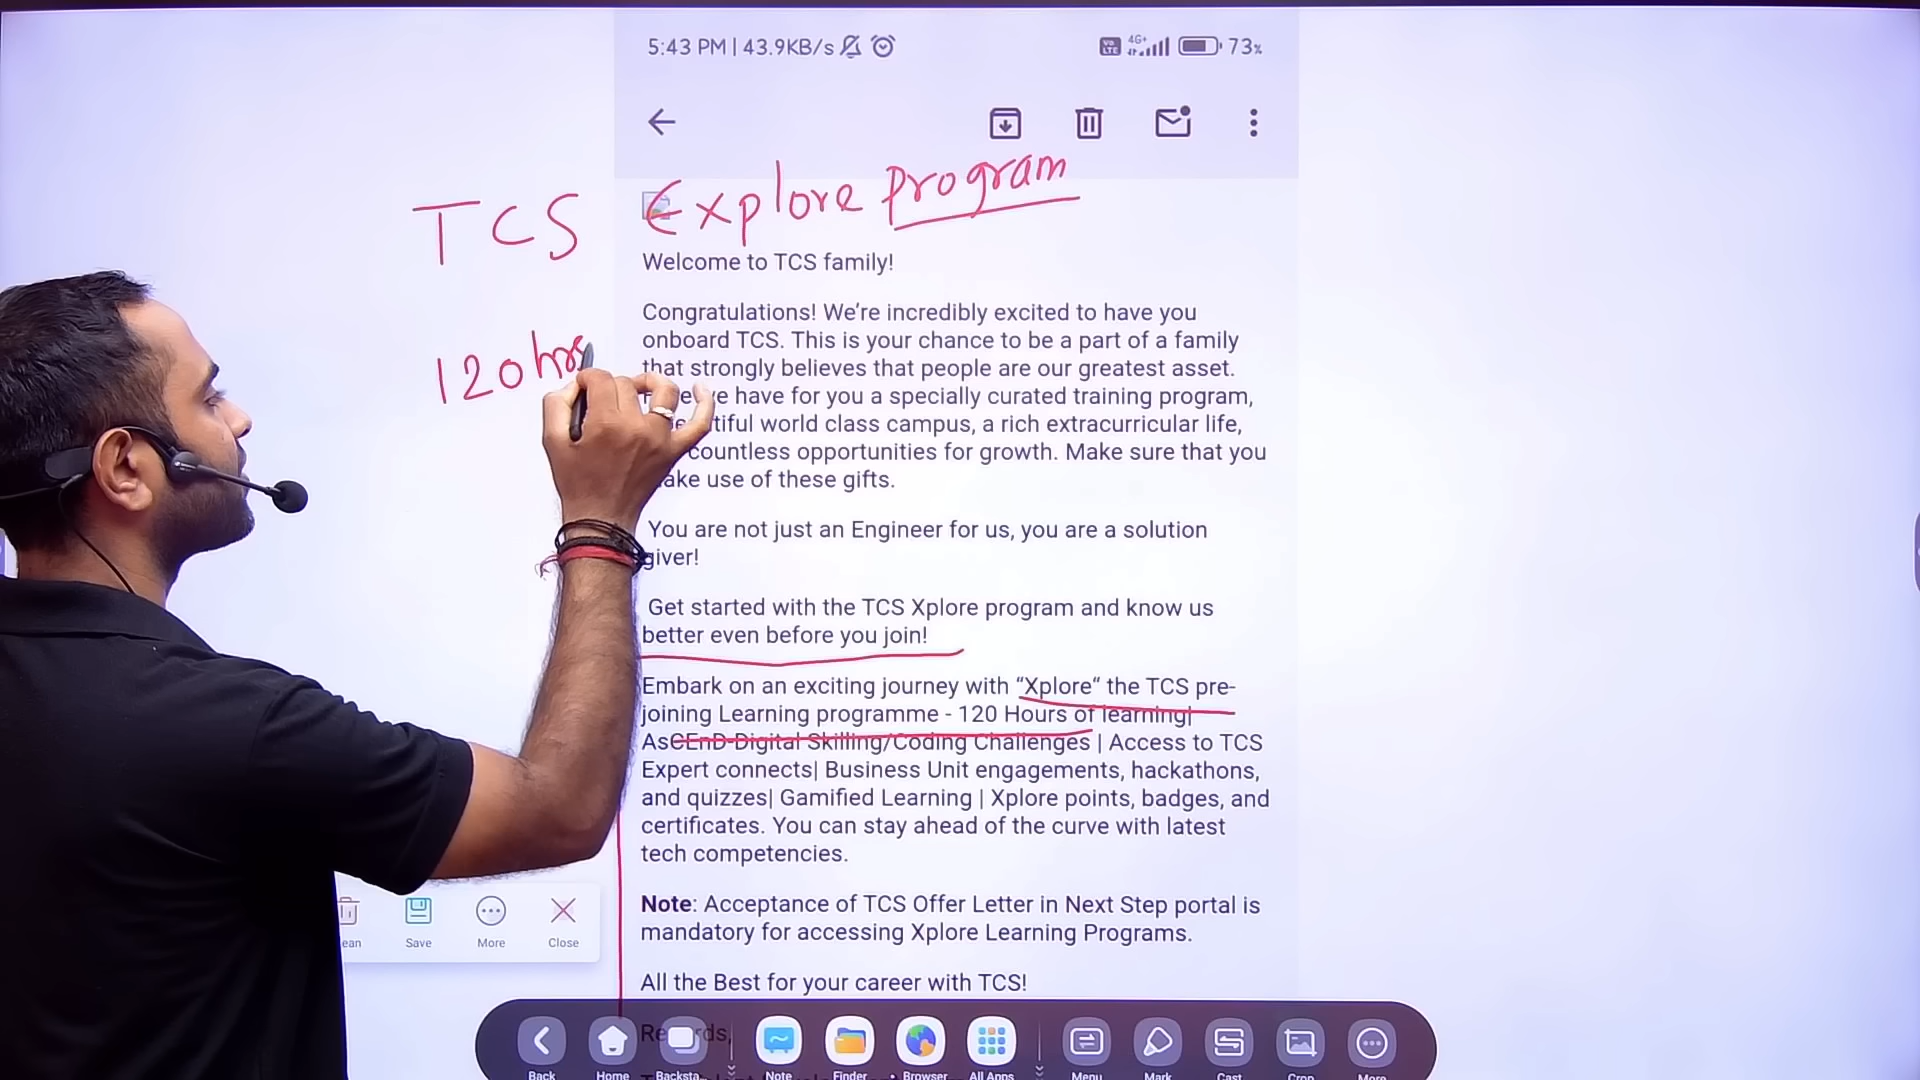 5:43 PM | 43.9KB/s
Vo LTE 4G+ 73%
TCS Explore Program
Welcome to TCS family!
120 hrs
Congratulations! We're incredibly excited to have you
onboard TCS. This is your chance to be a part of a family
that strongly believes that people are our greatest asset.
have for you a specially curated training program,
world class campus, a rich extracurricular life,
countless opportunities for growth. Make sure that you
use of these gifts.
You are not just an Engineer for us, you are a solution
giver!
Get started with the TCS Xplore program and know us
better even before you join!
Embark on an exciting journey with “Xplore“ the TCS pre-
joining Learning programme - 120 Hours of learning|
AsCEnD-Digital Skilling/Coding Challenges | Access to TCS
Expert connects| Business Unit engagements, hackathons,
and quizzes| Gamified Learning | Xplore points, badges, and
certificates. You can stay ahead of the curve with latest
tech competencies.
Note: Acceptance of TCS Offer Letter in Next Step portal is
mandatory for accessing Xplore Learning Programs.
All the Best for your career with TCS!
Save More Close
Back Home Backsta.. Note Finder Browser All Apps Menu Mark Cast Crop More